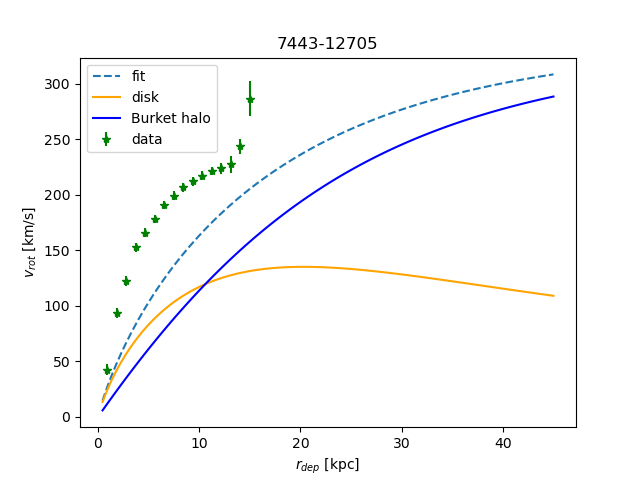 7443-12705
fit
disk
Burket halo
data
300
250
200
150
100
50
0
v_rot [km/s]
0 10 20 30 40
r_dep [kpc]